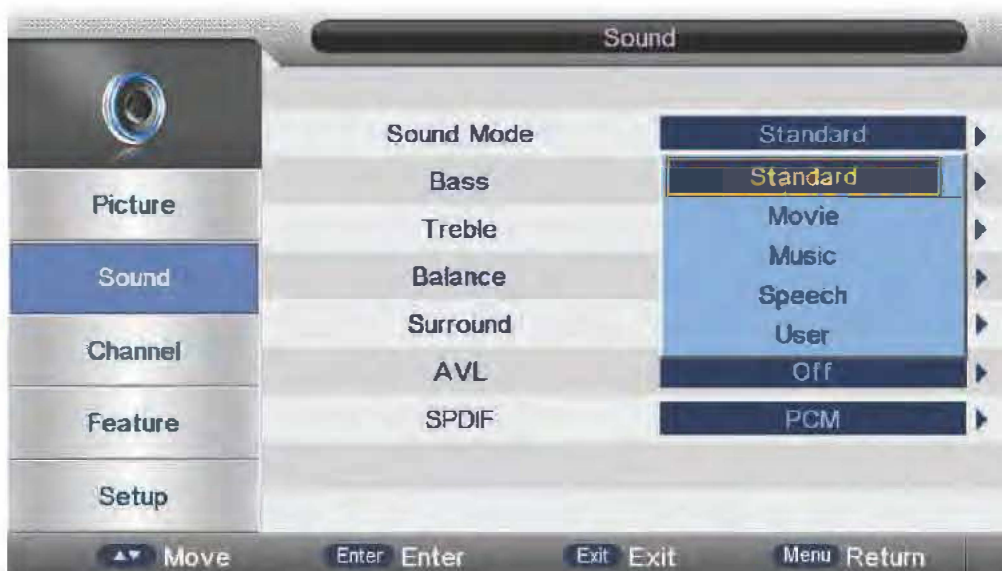 Sound
Picture
Sound
Channel
Feature
Setup
Sound Mode Standard
Bass Standard
Treble Movie
Balance Music
Surround Speech
User
AVL Off
SPDIF PCM
Move Enter Enter Exit Exit Menu Return